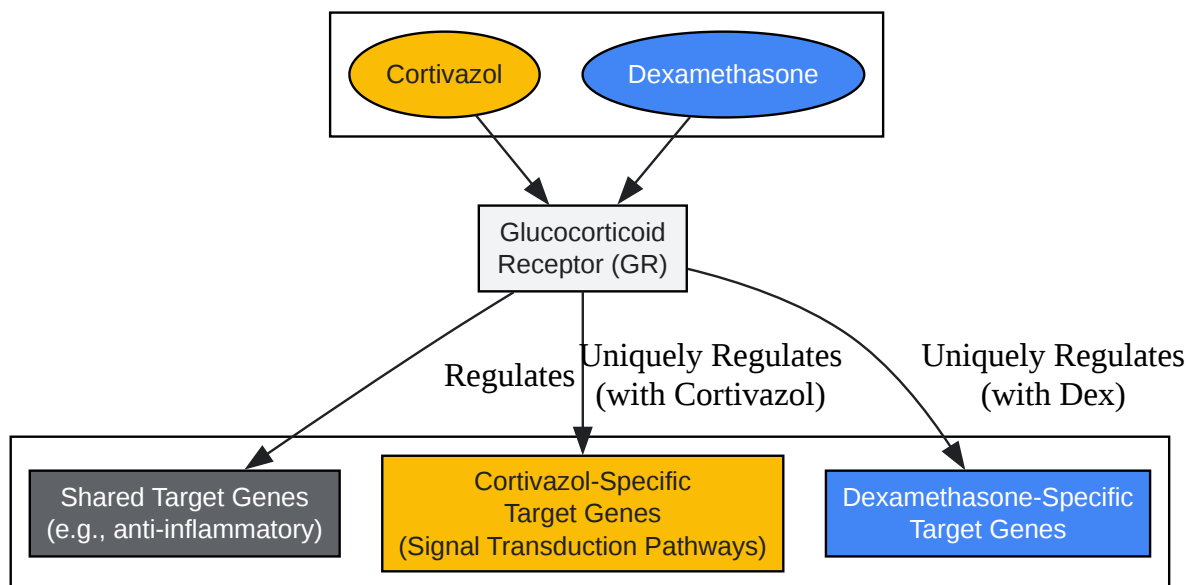 Cortivazol
Dexamethasone
Glucocorticoid
Receptor (GR)
Regulates
Uniquely Regulates
(with Cortivazol)
Uniquely Regulates
(with Dex)
Shared Target Genes
(e.g., anti-inflammatory)
Cortivazol-Specific
Target Genes
(Signal Transduction Pathways)
Dexamethasone-Specific
Target Genes